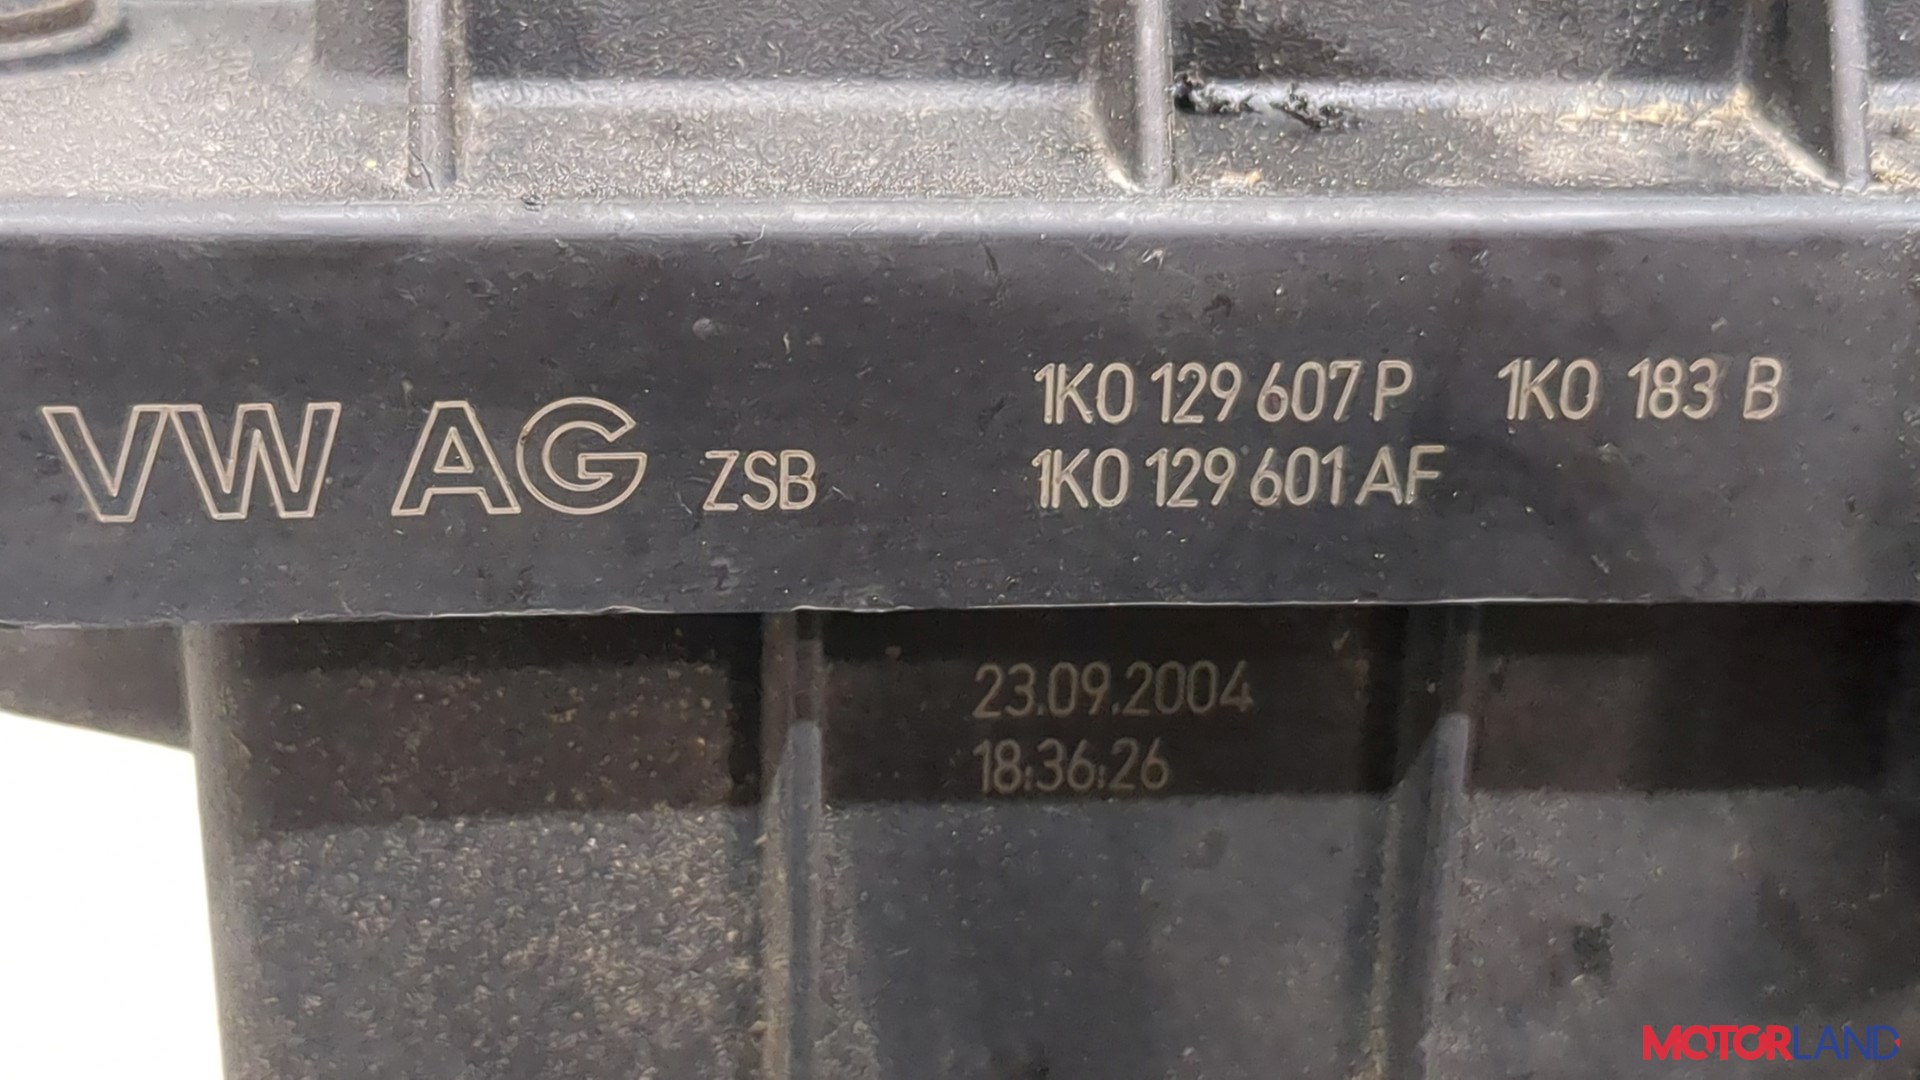 VW AG ZSB
1K0 129 607 P 1K0 183 B
1K0 129 601 AF
23.09.2004
18:36:26
MOTORLAND